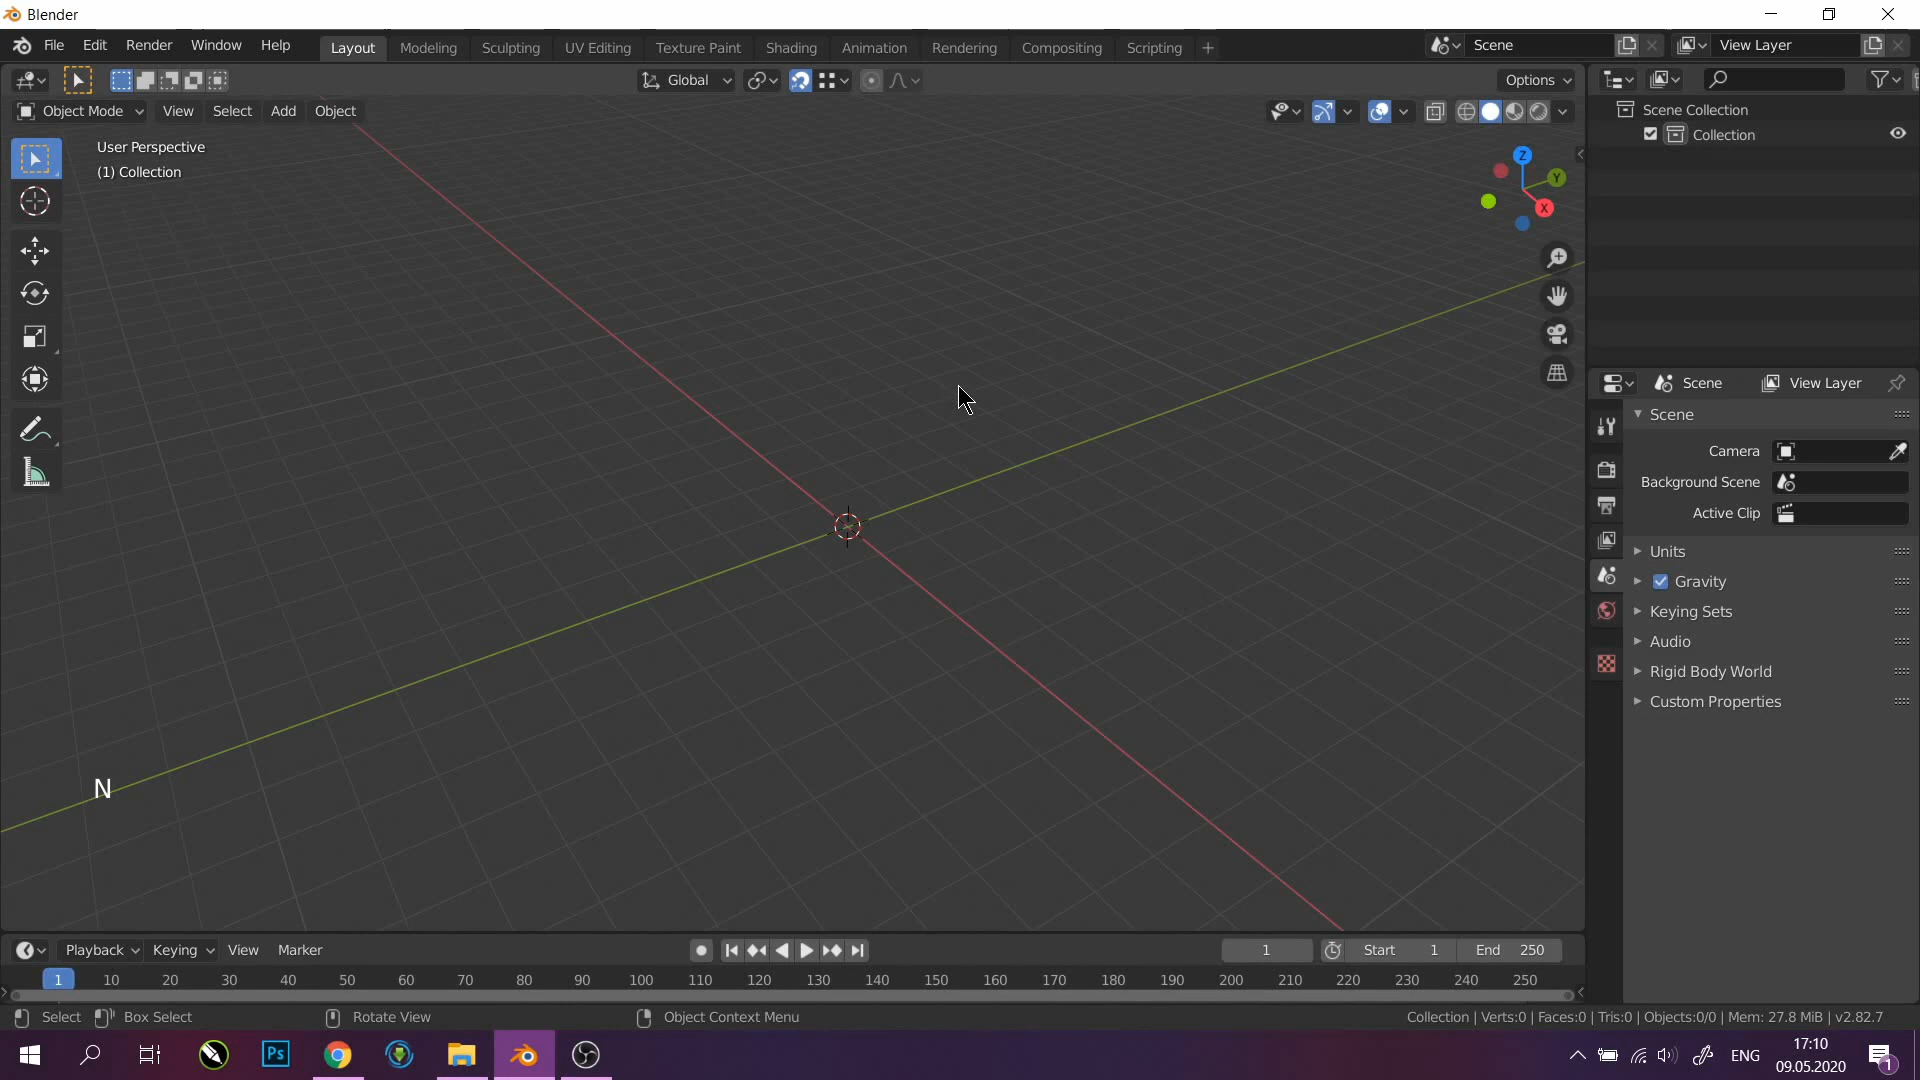 Blender
File Edit Render Window Help Layout Modeling Sculpting UV Editing Texture Paint Shading Animation Rendering Compositing Scripting + Scene View Layer
Global Options
Object Mode View Select Add Object
User Perspective
(1) Collection
Z
Y
X
N
Scene Collection
Collection
Scene View Layer
Scene
Camera
Background Scene
Active Clip
Units
Gravity
Keying Sets
Audio
Rigid Body World
Custom Properties
Playback Keying View Marker 1 Start 1 End 250
1 10 20 30 40 50 60 70 80 90 100 110 120 130 140 150 160 170 180 190 200 210 220 230 240 250
Select Box Select Rotate View Object Context Menu Collection | Verts:0 | Faces:0 | Tris:0 | Objects:0/0 | Mem: 27.8 MiB | v2.82.7
Ps ENG 17:10
09.05.2020 1